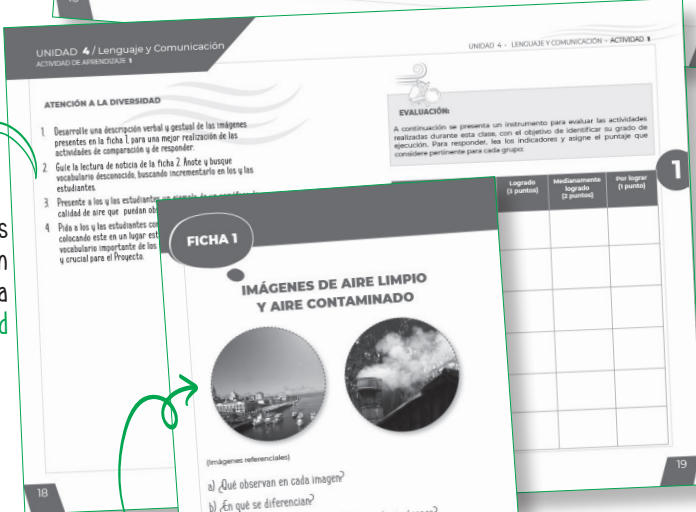 UNIDAD 4 / Lenguaje y Comunicación
ACTIVIDAD DE APRENDIZAJE 1
ATENCIÓN A LA DIVERSIDAD
1. Desarrolle una descripción verbal y gestual de las imágenes
presentes en la ficha 1, para una mejor realización de las
actividades de comparación y de responder.
2. Guíe la lectura de noticia de la ficha 2. Anote y busque
vocabulario desconocido, buscando incrementarlo en los y las
estudiantes.
3. Presente a los y las estudiantes un ejemplo de un
calidad de aire que puedan
4. Pida a los y las estudiantes
colocando este en un lugar
vocabulario importante de los
y crucial para el Proyecto.
18
UNIDAD 4 - LENGUAJE Y COMUNICACIÓN - ACTIVIDAD 1
EVALUACIÓN:
A continuación se presenta un instrumento para evaluar las actividades
realizadas durante esta clase, con el objetivo de identificar su grado de
ejecución. Para responder, lea los indicadores y asigne el puntaje que
considere pertinente para cada grupo:
Logrado
(3 puntos)
Medianamente
logrado
(2 puntos)
Por lograr
(1 punto)
1
19
FICHA 1
IMÁGENES DE AIRE LIMPIO
Y AIRE CONTAMINADO
(Imágenes referenciales)
a) ¿Qué observan en cada imagen?
b) ¿En qué se diferencian?